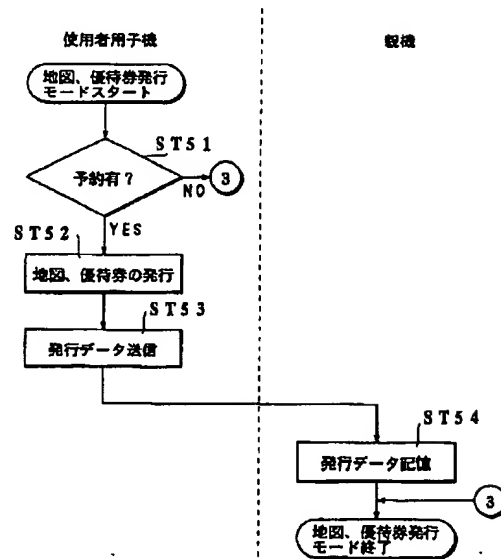 使用者用子機
親機
地図、優待券発行
モードスタート
ST51
予約有?
NO
3
YES
ST52
地図、優待券の発行
ST53
発行データ送信
ST54
発行データ記憶
3
地図、優待券発行
モード終了